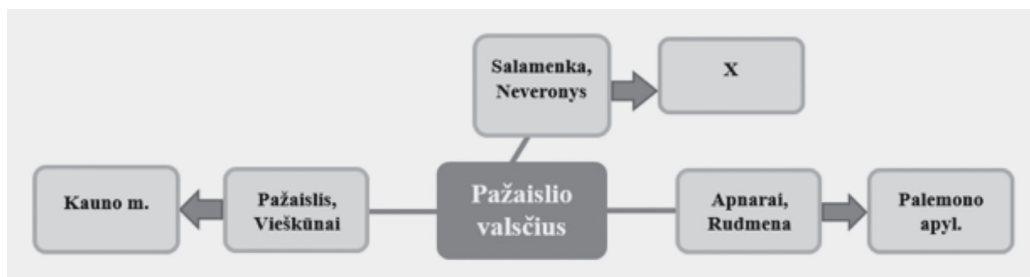 Salamenka,
Neveronys
X
Kauno m.
Pažaislis,
Vieškūnai
Pažaislio
valsčius
Apnarai,
Rudmena
Palemono
apyl.